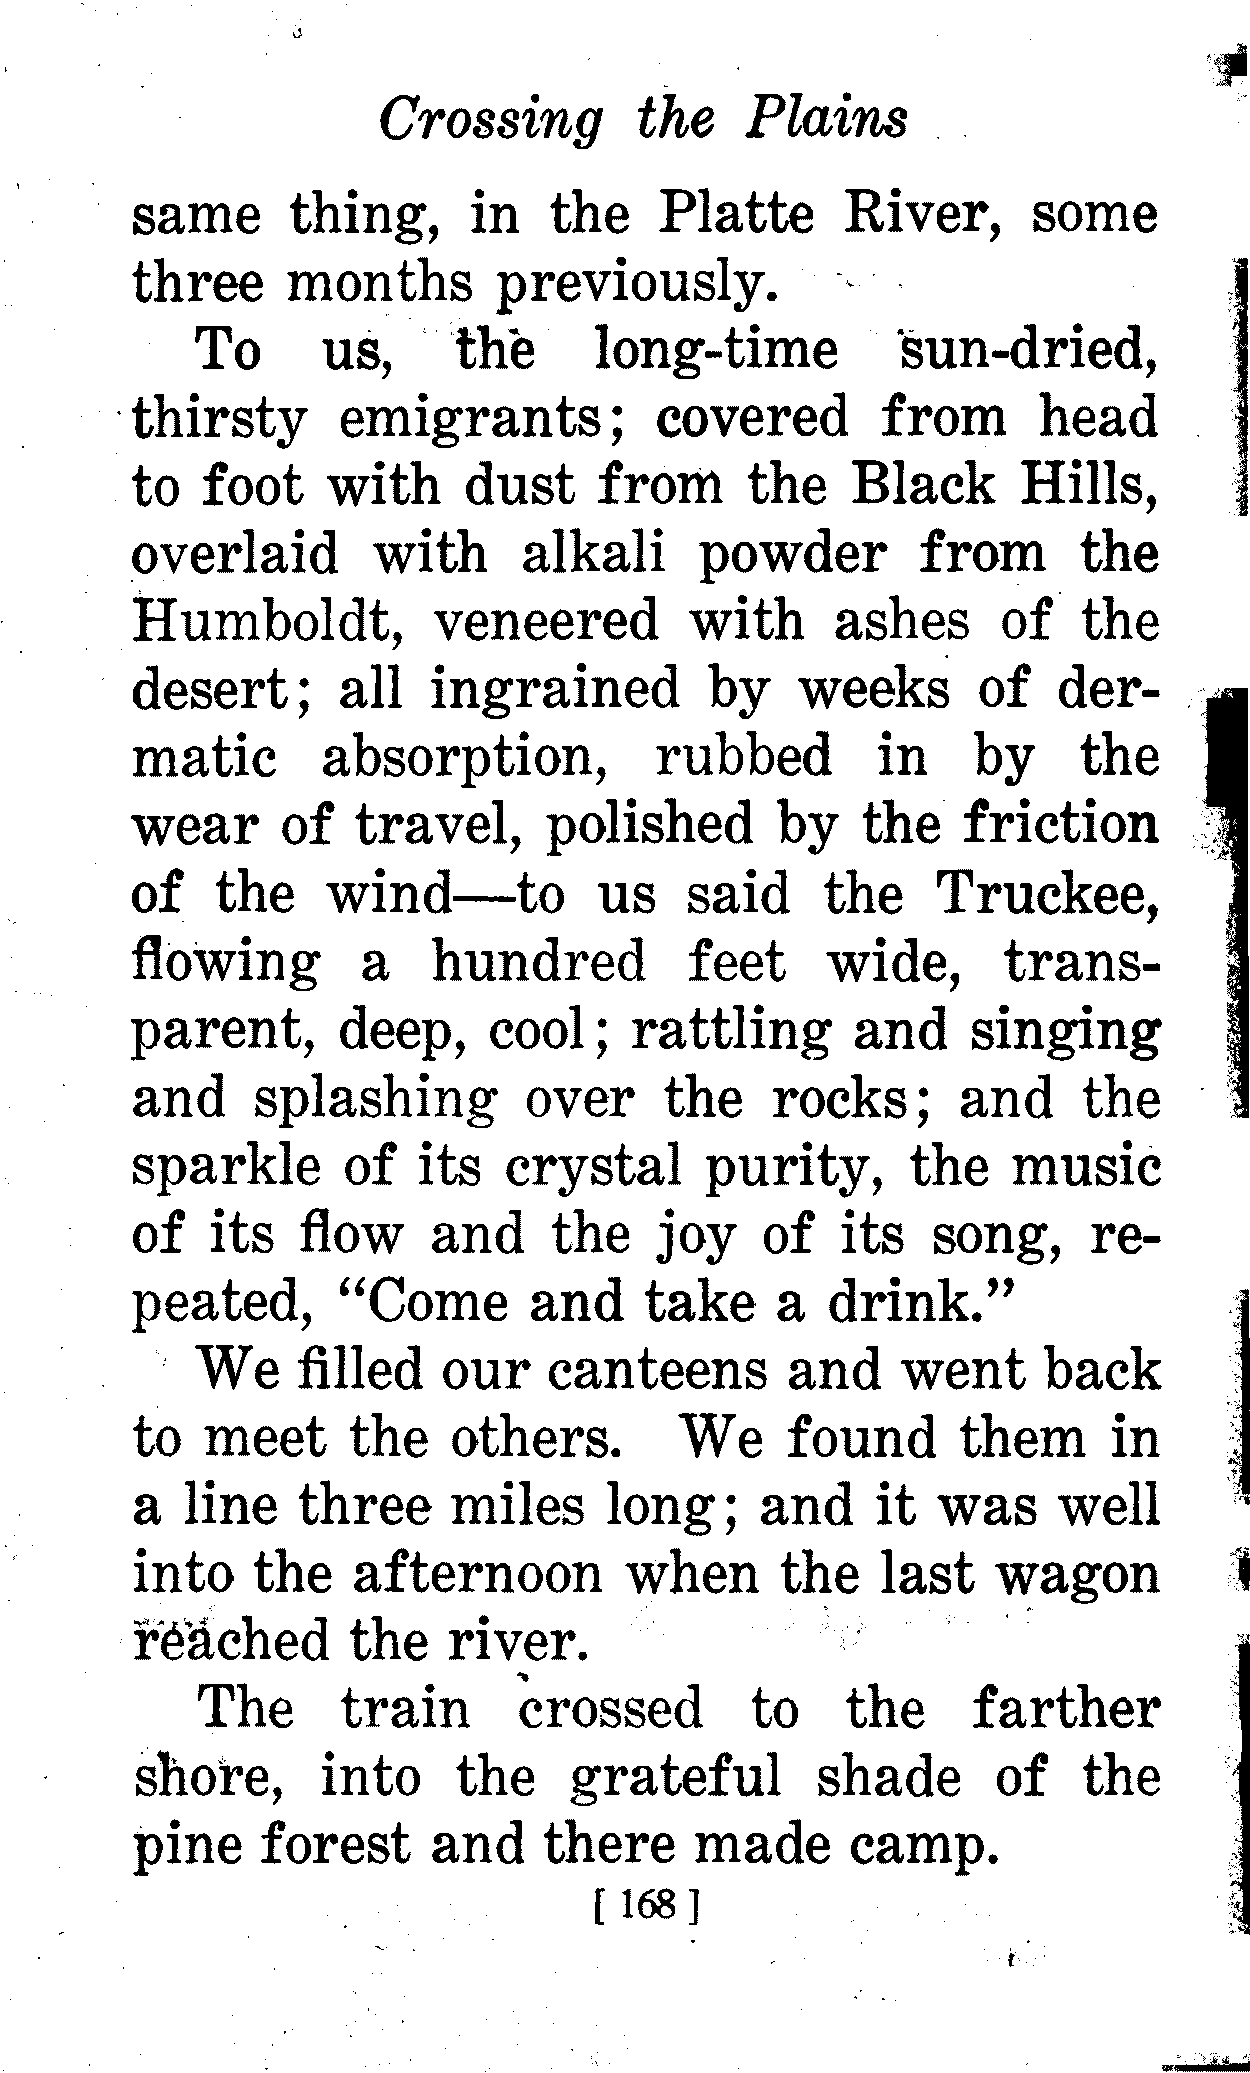 Crossing the Plains
same thing, in the Platte River, some
three months previously.
To us, the long-time sun-dried,
thirsty emigrants; covered from head
to foot with dust from the Black Hills,
overlaid with alkali powder from the
Humboldt, veneered with ashes of the
desert; all ingrained by weeks of der-
matic absorption, rubbed in by the
wear of travel, polished by the friction
of the wind—to us said the Truckee,
flowing a hundred feet wide, trans-
parent, deep, cool; rattling and singing
and splashing over the rocks; and the
sparkle of its crystal purity, the music
of its flow and the joy of its song, re-
peated, “Come and take a drink.”
We filled our canteens and went back
to meet the others. We found them in
a line three miles long; and it was well
into the afternoon when the last wagon
reached the river.
The train crossed to the farther
shore, into the grateful shade of the
pine forest and there made camp.
[ 168 ]